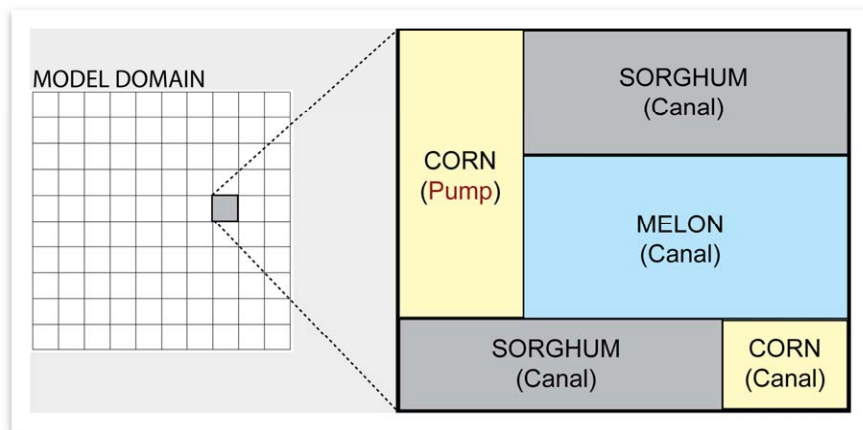 MODEL DOMAIN
SORGHUM
(Canal)
CORN
(Pump)
MELON
(Canal)
SORGHUM
(Canal)
CORN
(Canal)